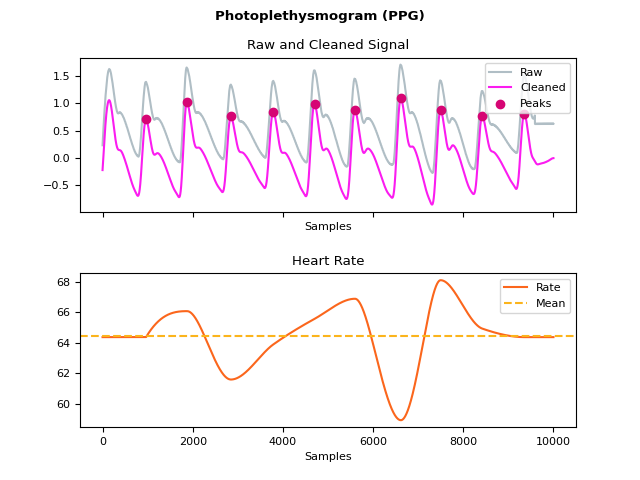 Photoplethysmogram (PPG)
Raw and Cleaned Signal
1.5
1.0
0.5
0.0
−0.5
Raw
Cleaned
Peaks
Samples
Heart Rate
68
66
64
62
60
Rate
Mean
0 2000 4000 6000 8000 10000
Samples